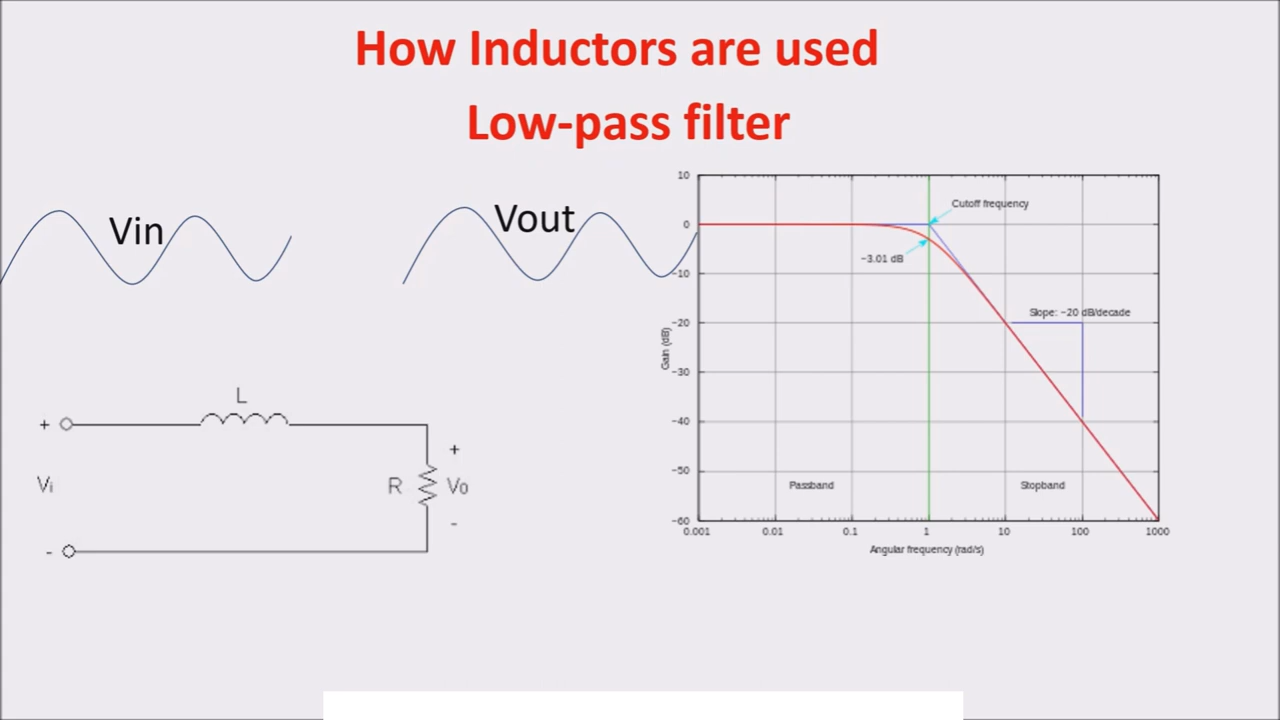 How Inductors are used
Low-pass filter
Vin
Vout
L
+
Vi
-
R
+
Vo
-
10
0
−10
−20
−30
−40
−50
−60
Gain (dB)
Cutoff frequency
−3.01 dB
Slope: −20 dB/decade
Passband
Stopband
0.001
0.01
0.1
1
10
100
1000
Angular frequency (rad/s)